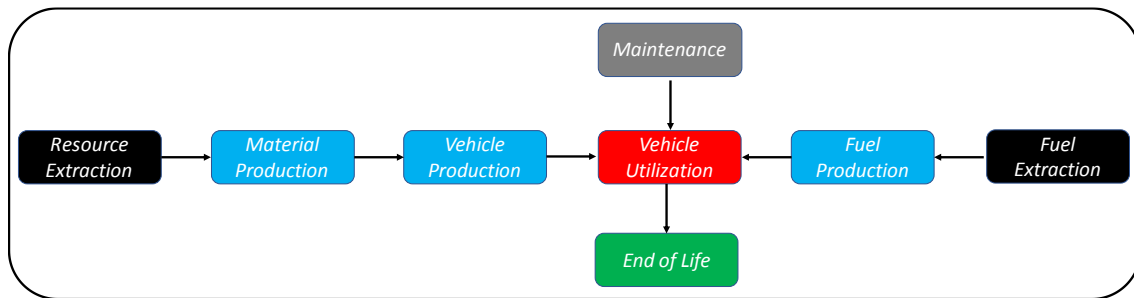 Maintenance
Resource
Extraction
Material
Production
Vehicle
Production
Vehicle
Utilization
Fuel
Production
Fuel
Extraction
End of Life